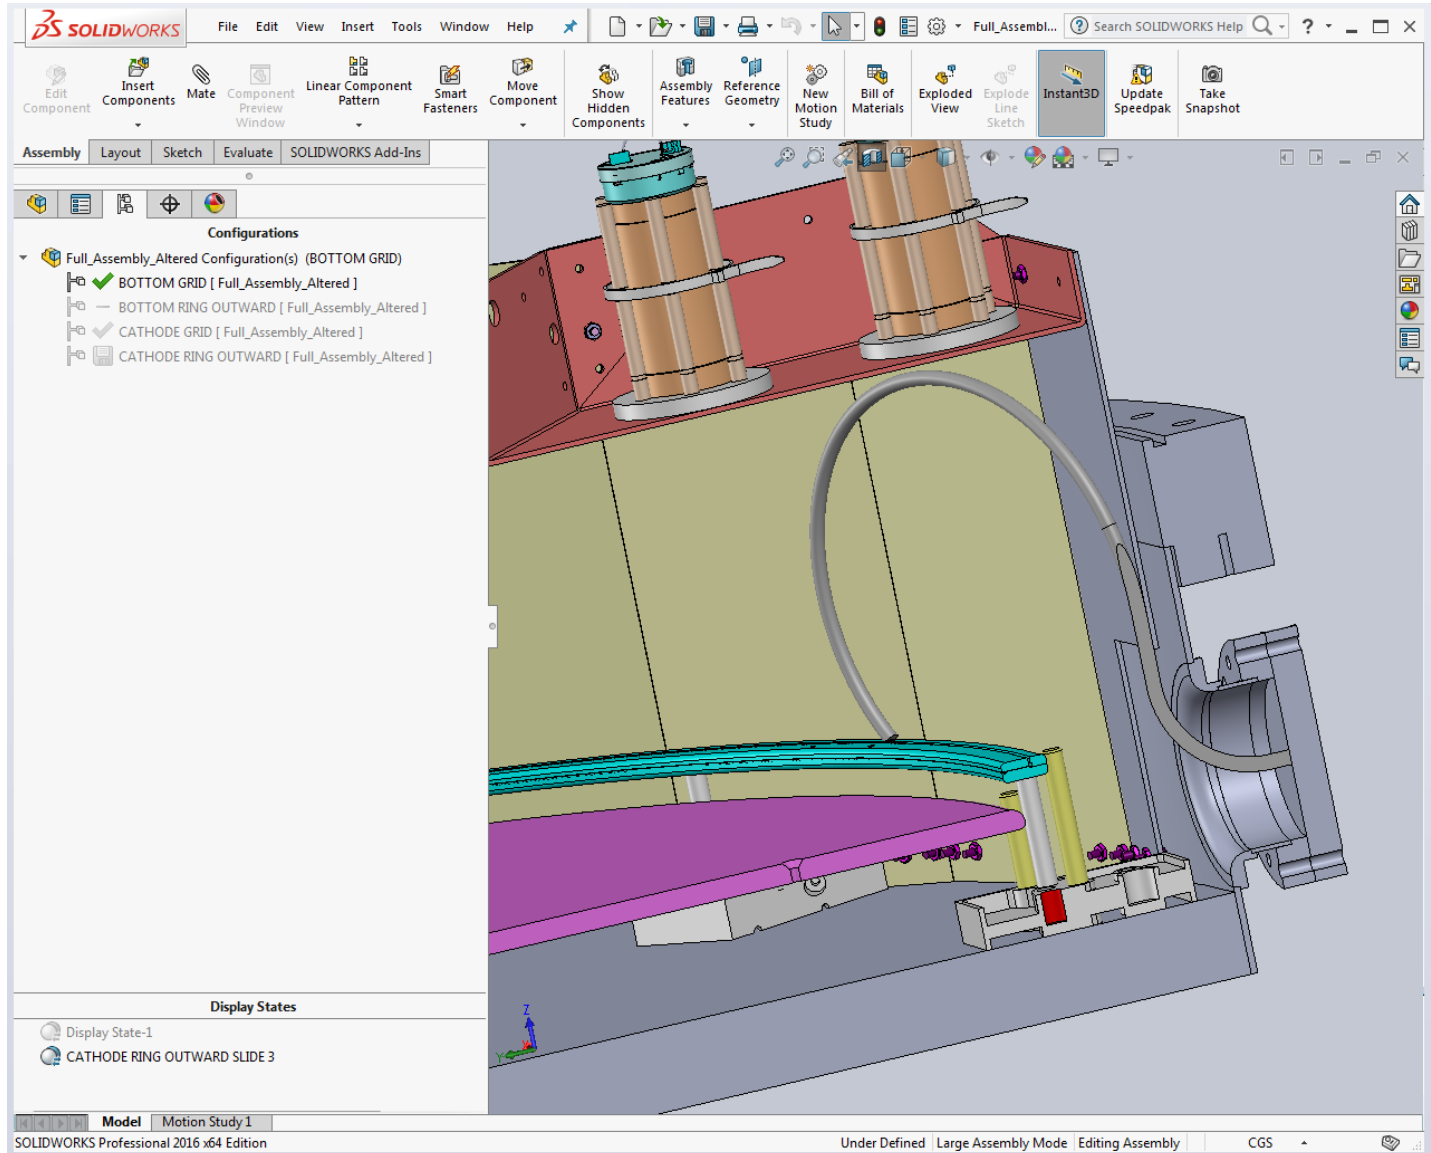 SOLIDWORKS File Edit View Insert Tools Window Help Full_Assembl... Search SOLIDWORKS Help ?
Edit Component
Insert Components
Mate
Component Preview Window
Linear Component Pattern
Smart Fasteners
Move Component
Show Hidden Components
Assembly Features
Reference Geometry
New Motion Study
Bill of Materials
Exploded View
Explode Line Sketch
Instant3D
Update Speedpak
Take Snapshot
Assembly Layout Sketch Evaluate SOLIDWORKS Add-Ins
Configurations
Full_Assembly_Altered Configuration(s) (BOTTOM GRID)
BOTTOM GRID [ Full_Assembly_Altered ]
BOTTOM RING OUTWARD [ Full_Assembly_Altered ]
CATHODE GRID [ Full_Assembly_Altered ]
CATHODE RING OUTWARD [ Full_Assembly_Altered ]
Display States
Display State-1
CATHODE RING OUTWARD SLIDE 3
Z
Y
X
Model Motion Study 1
SOLIDWORKS Professional 2016 x64 Edition Under Defined Large Assembly Mode Editing Assembly CGS